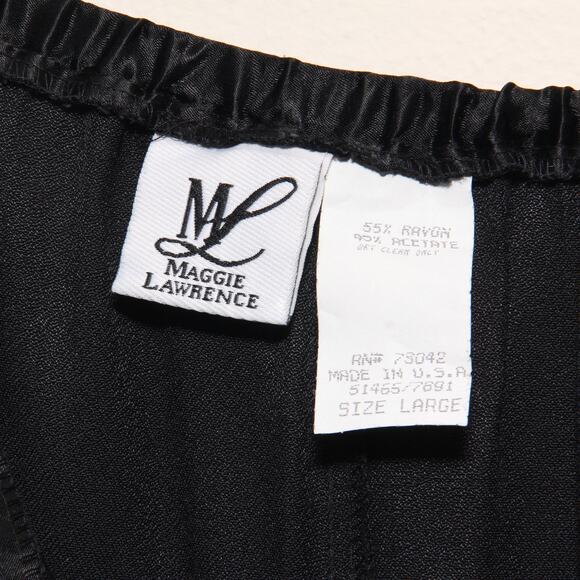 ML
MAGGIE
LAWRENCE
55% RAYON
45% ACETATE
DRY CLEAN ONLY
RN# 73042
MADE IN U.S.A.
51465/7691
SIZE LARGE